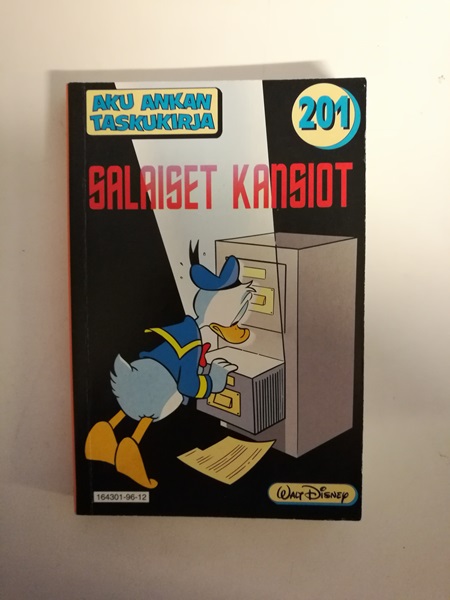 AKU ANKAN
TASKUKIRJA
201
SALAISET KANSIOT
164301-96-12
WALT DISNEY